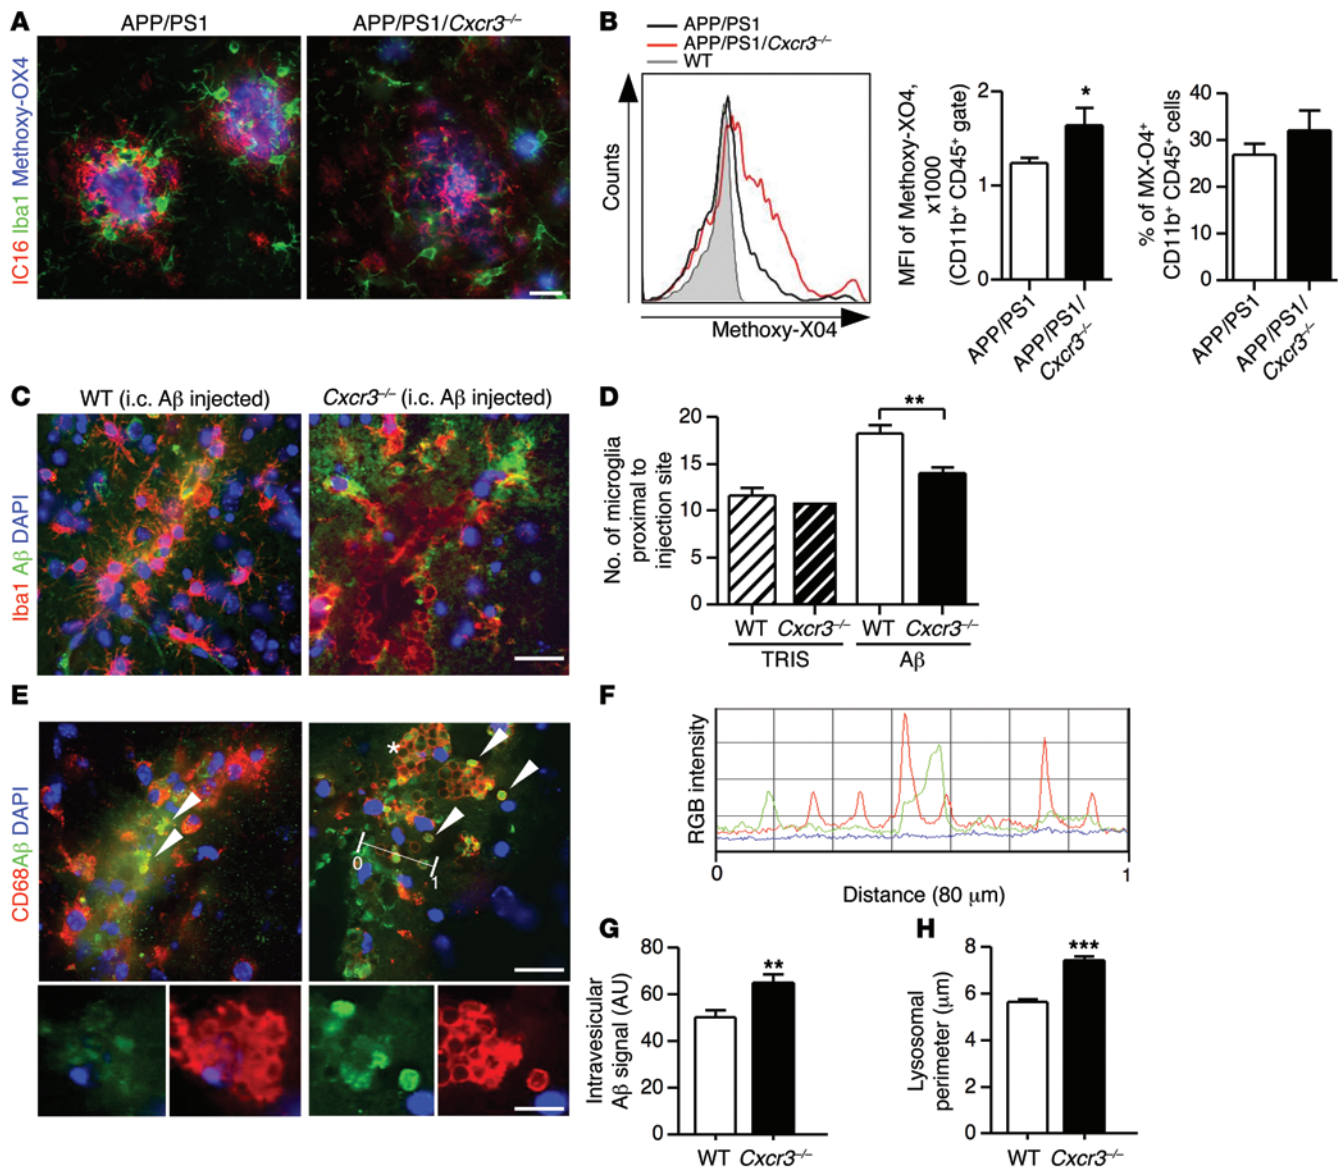 A
APP/PS1
APP/PS1/Cxcr3–/–
IC16 Iba1 Methoxy-OX4
B
APP/PS1
APP/PS1/Cxcr3–/–
WT
Counts
Methoxy-X04
MFI of Methoxy-XO4,
x1000
(CD11b+ CD45+ gate)
2
1
0
*
APP/PS1
APP/PS1/
Cxcr3–/–
% of MX-O4+
CD11b+ CD45+ cells
40
30
20
10
0
APP/PS1
APP/PS1/
Cxcr3–/–
C
WT (i.c. Aβ injected)
Cxcr3–/– (i.c. Aβ injected)
Iba1 Aβ DAPI
D
No. of microglia
proximal to
injection site
20
15
10
5
0
**
WT Cxcr3–/– WT Cxcr3–/–
TRIS Aβ
E
CD68Aβ DAPI
*
0
1
F
RGB intensity
0 1
Distance (80 μm)
G
Intravesicular
Aβ signal (AU)
80
60
40
20
0
**
WT Cxcr3–/–
H
Lysosomal
perimeter (μm)
8
6
4
2
0
***
WT Cxcr3–/–